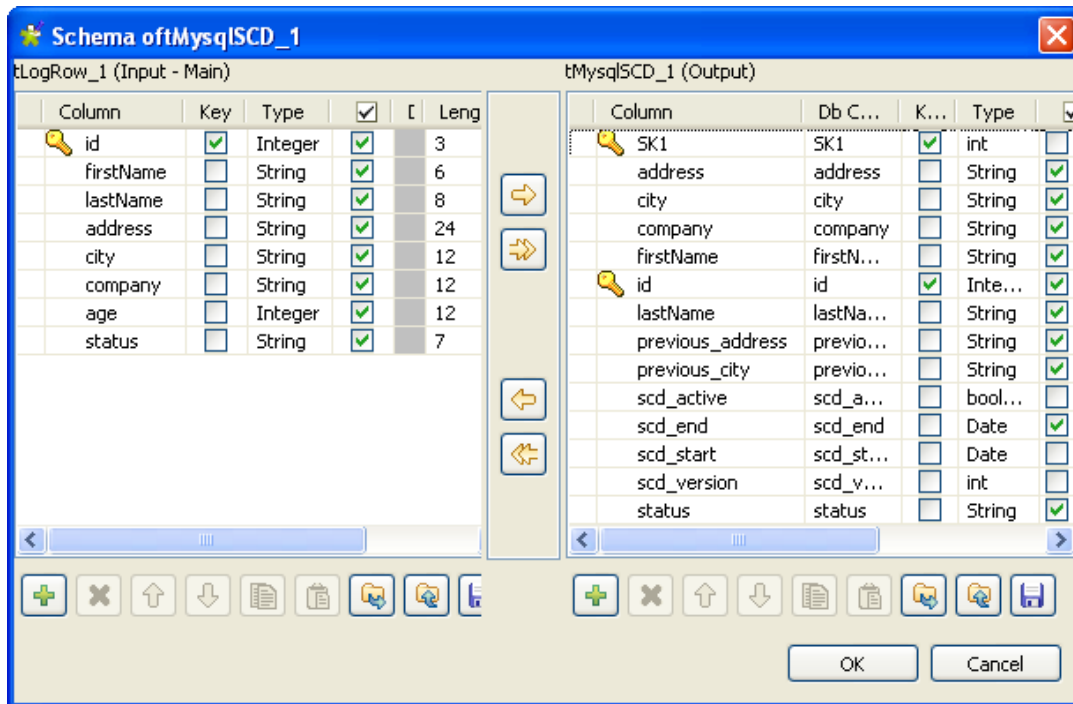 Schema oftMysqlSCD_1
tLogRow_1 (Input - Main)
Column Key Type [ Leng
id Integer 3
firstName String 6
lastName String 8
address String 24
city String 12
company String 12
age Integer 12
status String 7
tMysqlSCD_1 (Output)
Column Db C... K... Type
SK1 SK1 int
address address String
city city String
company company String
firstName firstN... String
id id Inte...
lastName lastNa... String
previous_address previo... String
previous_city previo... String
scd_active scd_a... bool...
scd_end scd_end Date
scd_start scd_st... Date
scd_version scd_v... int
status status String
OK Cancel